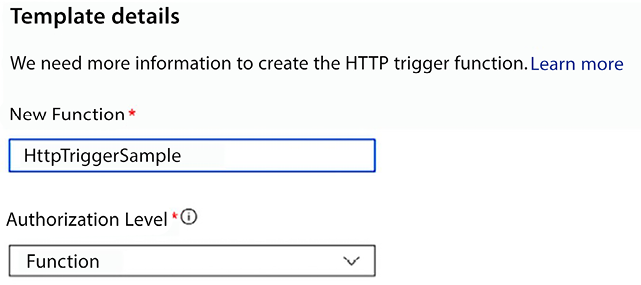 Template details
We need more information to create the HTTP trigger function. Learn more
New Function *
HttpTriggerSample
Authorization Level * ⓘ
Function